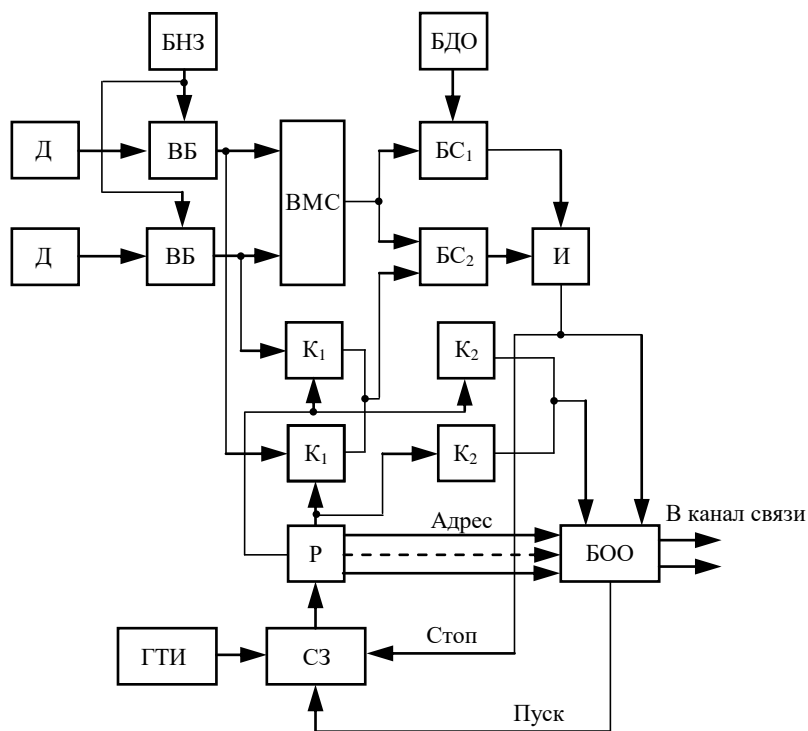 БНЗ
БДО
Д
ВБ
ВМС
БС₁
Д
ВБ
БС₂
И
К₁
К₂
К₁
К₂
Адрес
В канал связи
Р
БОО
Стоп
ГТИ
СЗ
Пуск